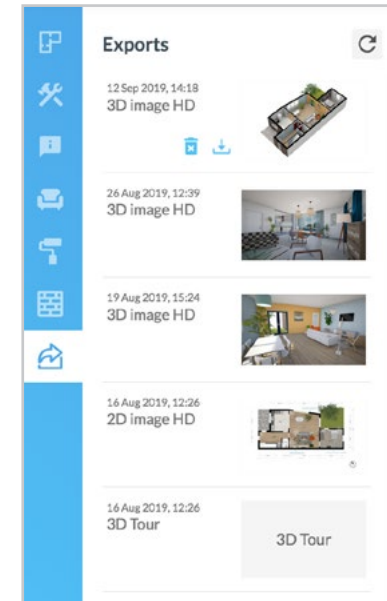 Exports
12 Sep 2019, 14:18
3D image HD
26 Aug 2019, 12:39
3D image HD
19 Aug 2019, 15:24
3D image HD
16 Aug 2019, 12:26
2D image HD
16 Aug 2019, 12:26
3D Tour
3D Tour